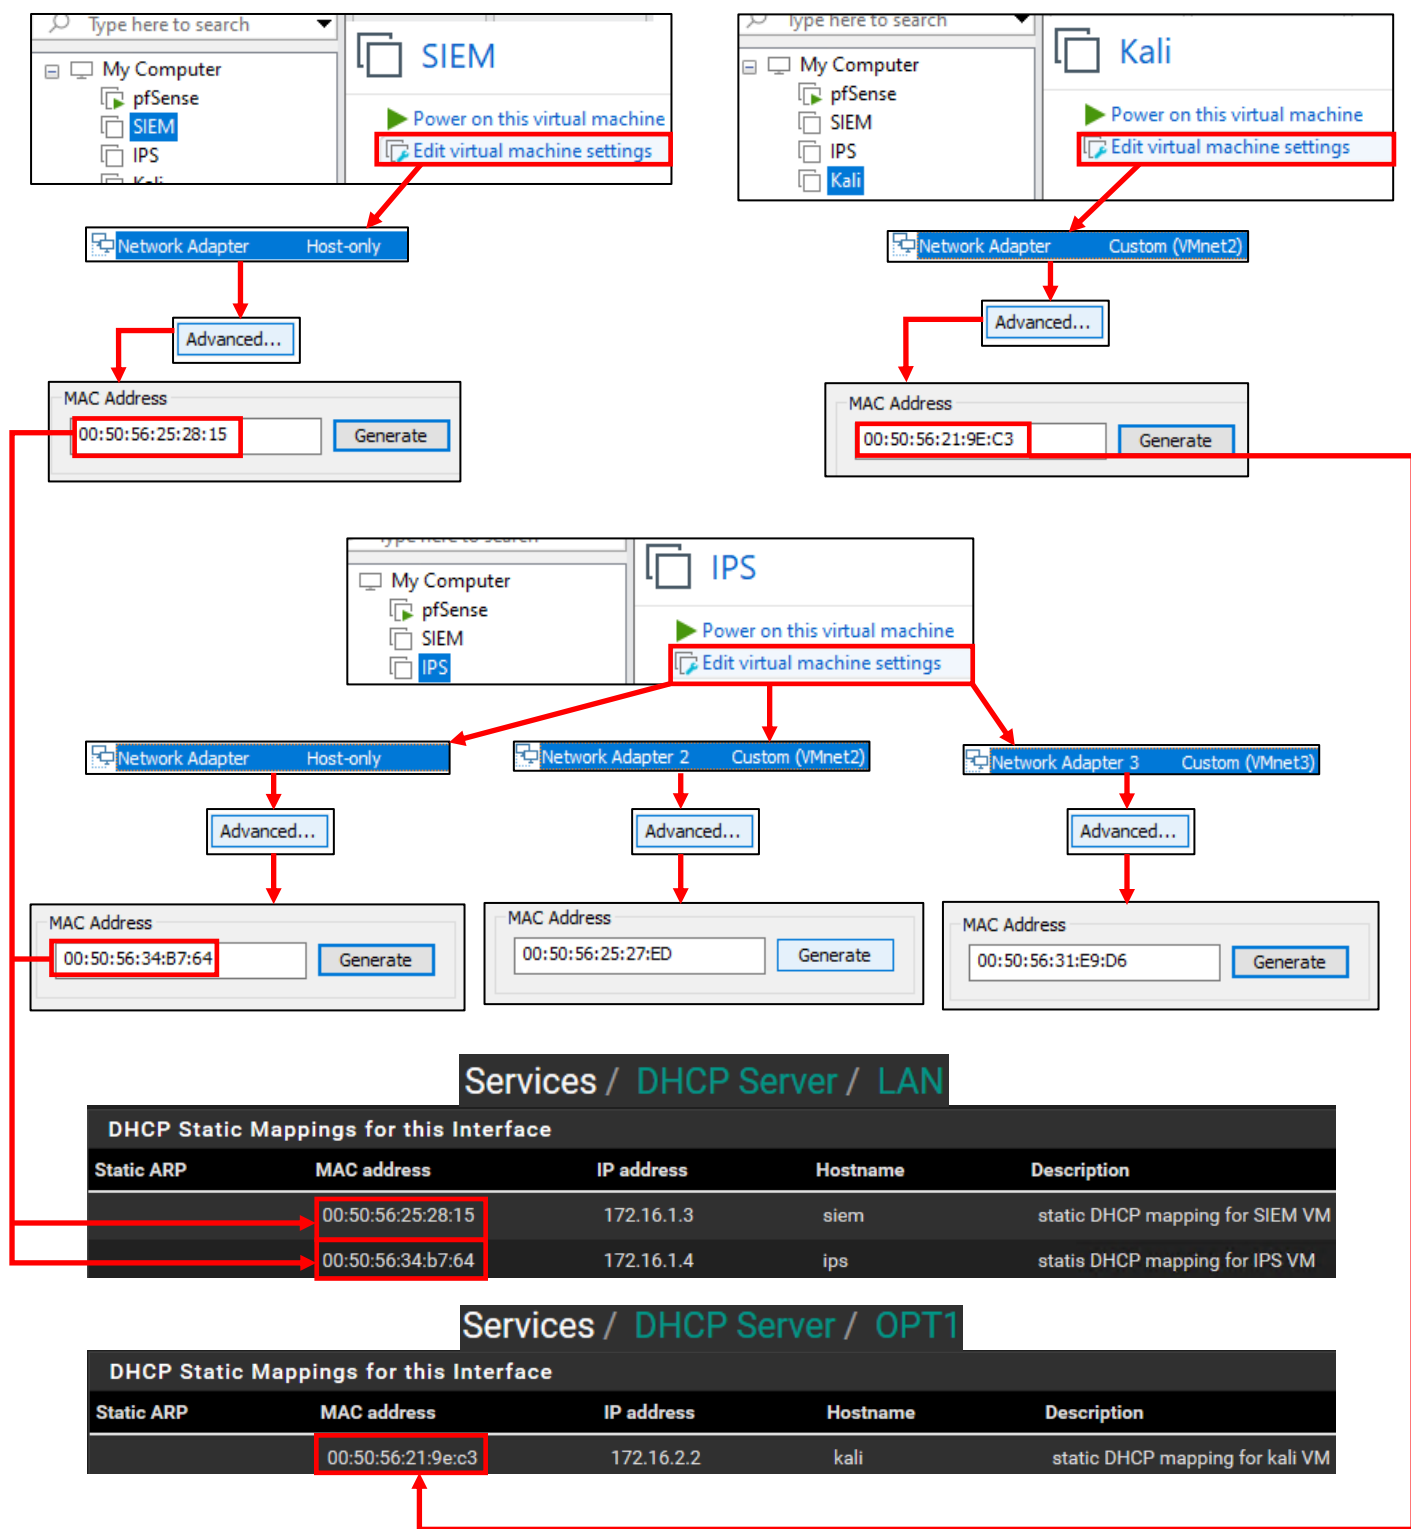 Type here to search
SIEM
My Computer
pfSense
SIEM
IPS
Kali
Power on this virtual machine
Edit virtual machine settings
Type here to search
Kali
My Computer
pfSense
SIEM
IPS
Kali
Power on this virtual machine
Edit virtual machine settings
Network Adapter Host-only
Network Adapter Custom (VMnet2)
Advanced...
Advanced...
MAC Address
00:50:56:25:28:15 Generate
MAC Address
00:50:56:21:9E:C3 Generate
Type here to search
IPS
My Computer
pfSense
SIEM
IPS
Power on this virtual machine
Edit virtual machine settings
Network Adapter Host-only
Network Adapter 2 Custom (VMnet2)
Network Adapter 3 Custom (VMnet3)
Advanced...
Advanced...
Advanced...
MAC Address
00:50:56:34:B7:64 Generate
MAC Address
00:50:56:25:27:ED Generate
MAC Address
00:50:56:31:E9:D6 Generate
Services / DHCP Server / LAN
DHCP Static Mappings for this Interface
Static ARP MAC address IP address Hostname Description
00:50:56:25:28:15 172.16.1.3 siem static DHCP mapping for SIEM VM
00:50:56:34:b7:64 172.16.1.4 ips statis DHCP mapping for IPS VM
Services / DHCP Server / OPT1
DHCP Static Mappings for this Interface
Static ARP MAC address IP address Hostname Description
00:50:56:21:9e:c3 172.16.2.2 kali static DHCP mapping for kali VM